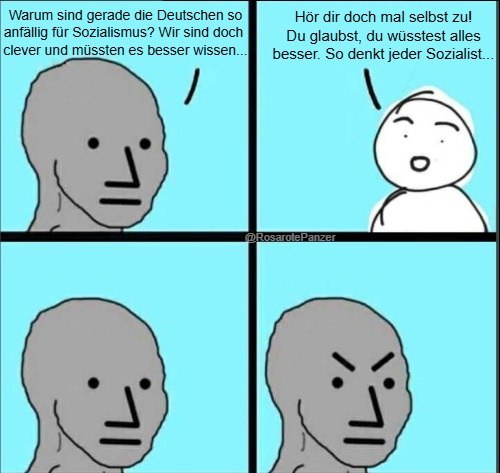 Warum sind gerade die Deutschen so
anfällig für Sozialismus? Wir sind doch
clever und müssten es besser wissen...
Hör dir doch mal selbst zu!
Du glaubst, du wüsstest alles
besser. So denkt jeder Sozialist...
@RosarotePanzer